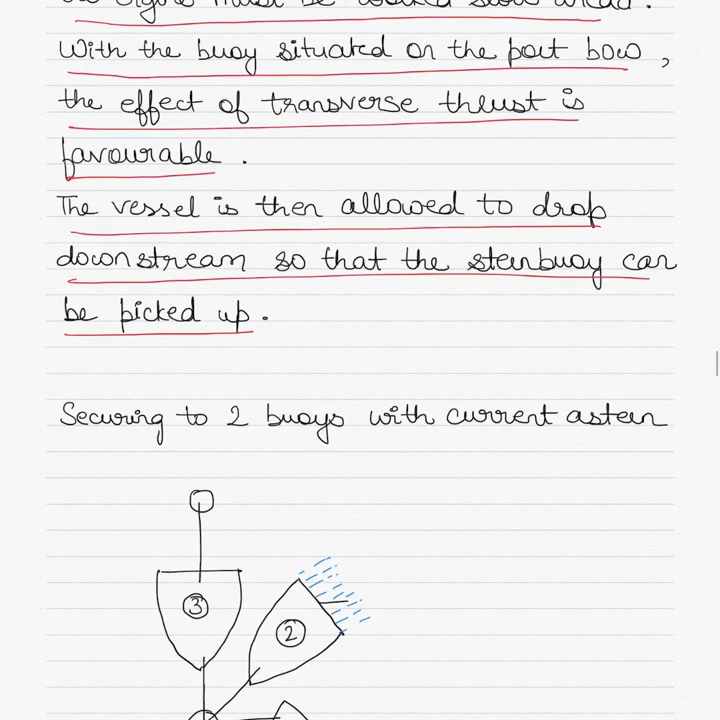 With the buoy situated on the port bow,
the effect of transverse thrust is
favourable.
The vessel is then allowed to drop
downstream so that the sternbuoy can
be picked up.
Securing to 2 buoys with current astern
3
2